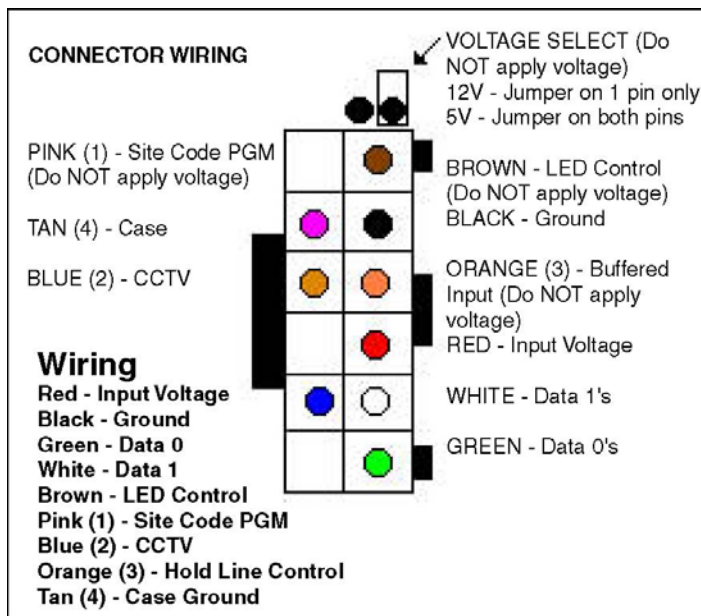 CONNECTOR WIRING
VOLTAGE SELECT (Do
NOT apply voltage)
12V - Jumper on 1 pin only
5V - Jumper on both pins
PINK (1) - Site Code PGM
(Do NOT apply voltage)
TAN (4) - Case
BLUE (2) - CCTV
BROWN - LED Control
(Do NOT apply voltage)
BLACK - Ground
ORANGE (3) - Buffered
Input (Do NOT apply
voltage)
RED - Input Voltage
WHITE - Data 1's
GREEN - Data 0's
Wiring
Red - Input Voltage
Black - Ground
Green - Data 0
White - Data 1
Brown - LED Control
Pink (1) - Site Code PGM
Blue (2) - CCTV
Orange (3) - Hold Line Control
Tan (4) - Case Ground